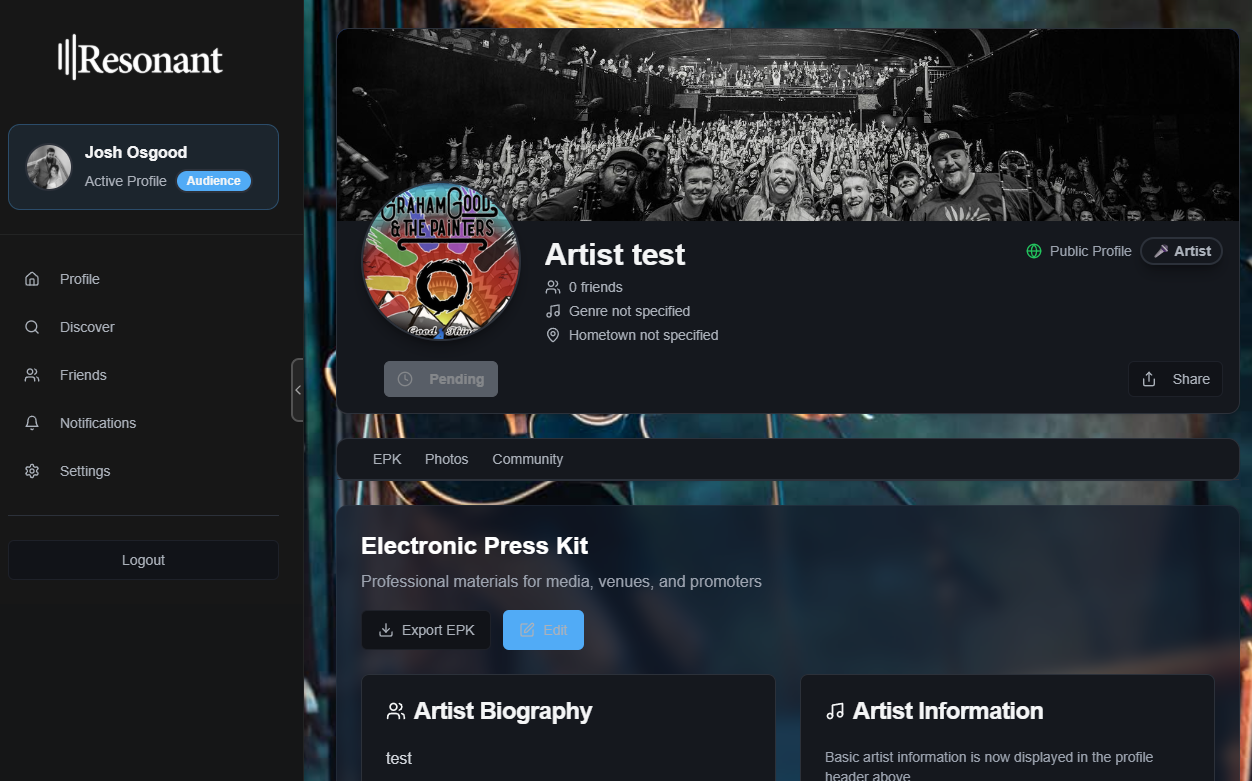 Resonant
Josh Osgood
Active Profile Audience
Profile
Discover
Friends
Notifications
Settings
Logout
GRAHAM GOOD
& THE PAINTERS
Good Thing
Artist test
Public Profile Artist
0 friends
Genre not specified
Hometown not specified
Pending
Share
EPK Photos Community
Electronic Press Kit
Professional materials for media, venues, and promoters
Export EPK Edit
Artist Biography
test
Artist Information
Basic artist information is now displayed in the profile
header above